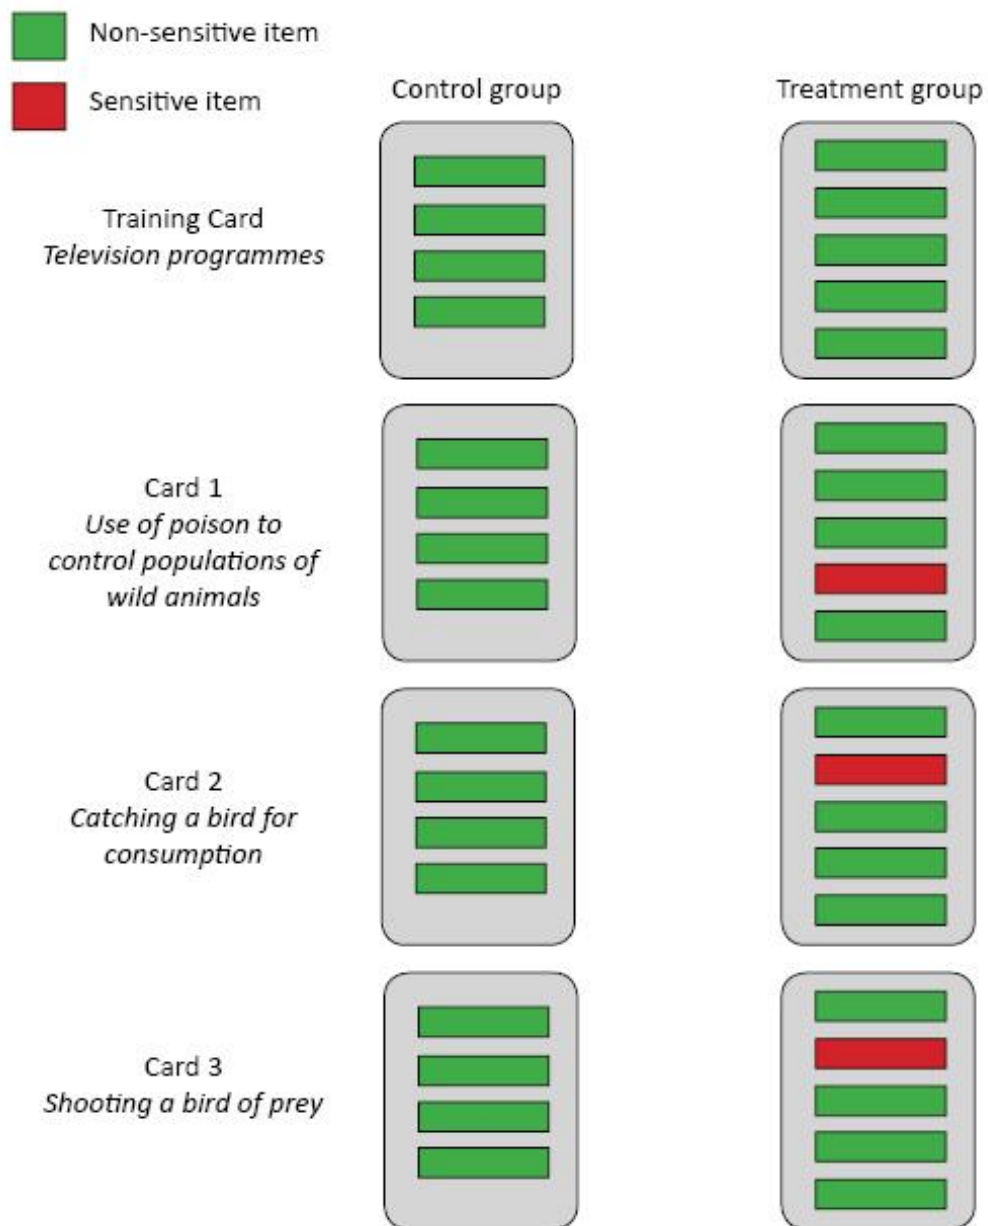 Non-sensitive item
Sensitive item
Control group
Treatment group
Training Card
Television programmes
Card 1
Use of poison to
control populations of
wild animals
Card 2
Catching a bird for
consumption
Card 3
Shooting a bird of prey